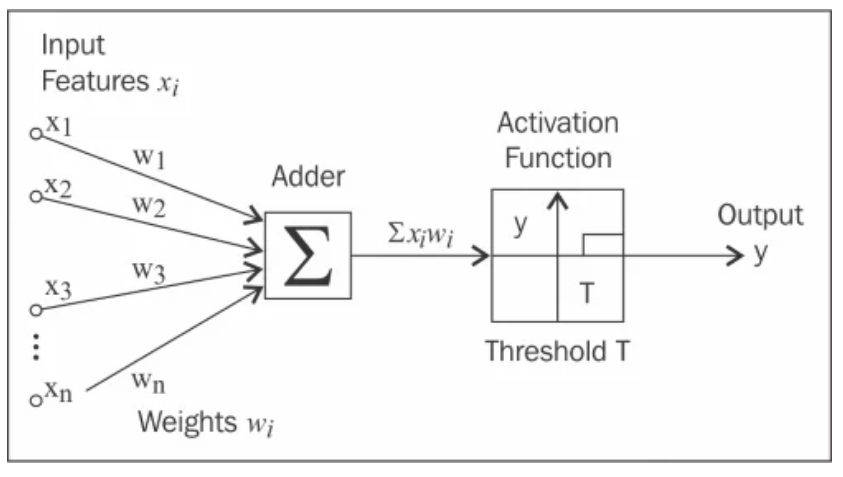 Input
Features xi
x1
w1
x2
w2
x3
w3
xn
wn
Weights wi
Adder
Σ
Σxiwi
Activation
Function
y
T
Threshold T
Output
y